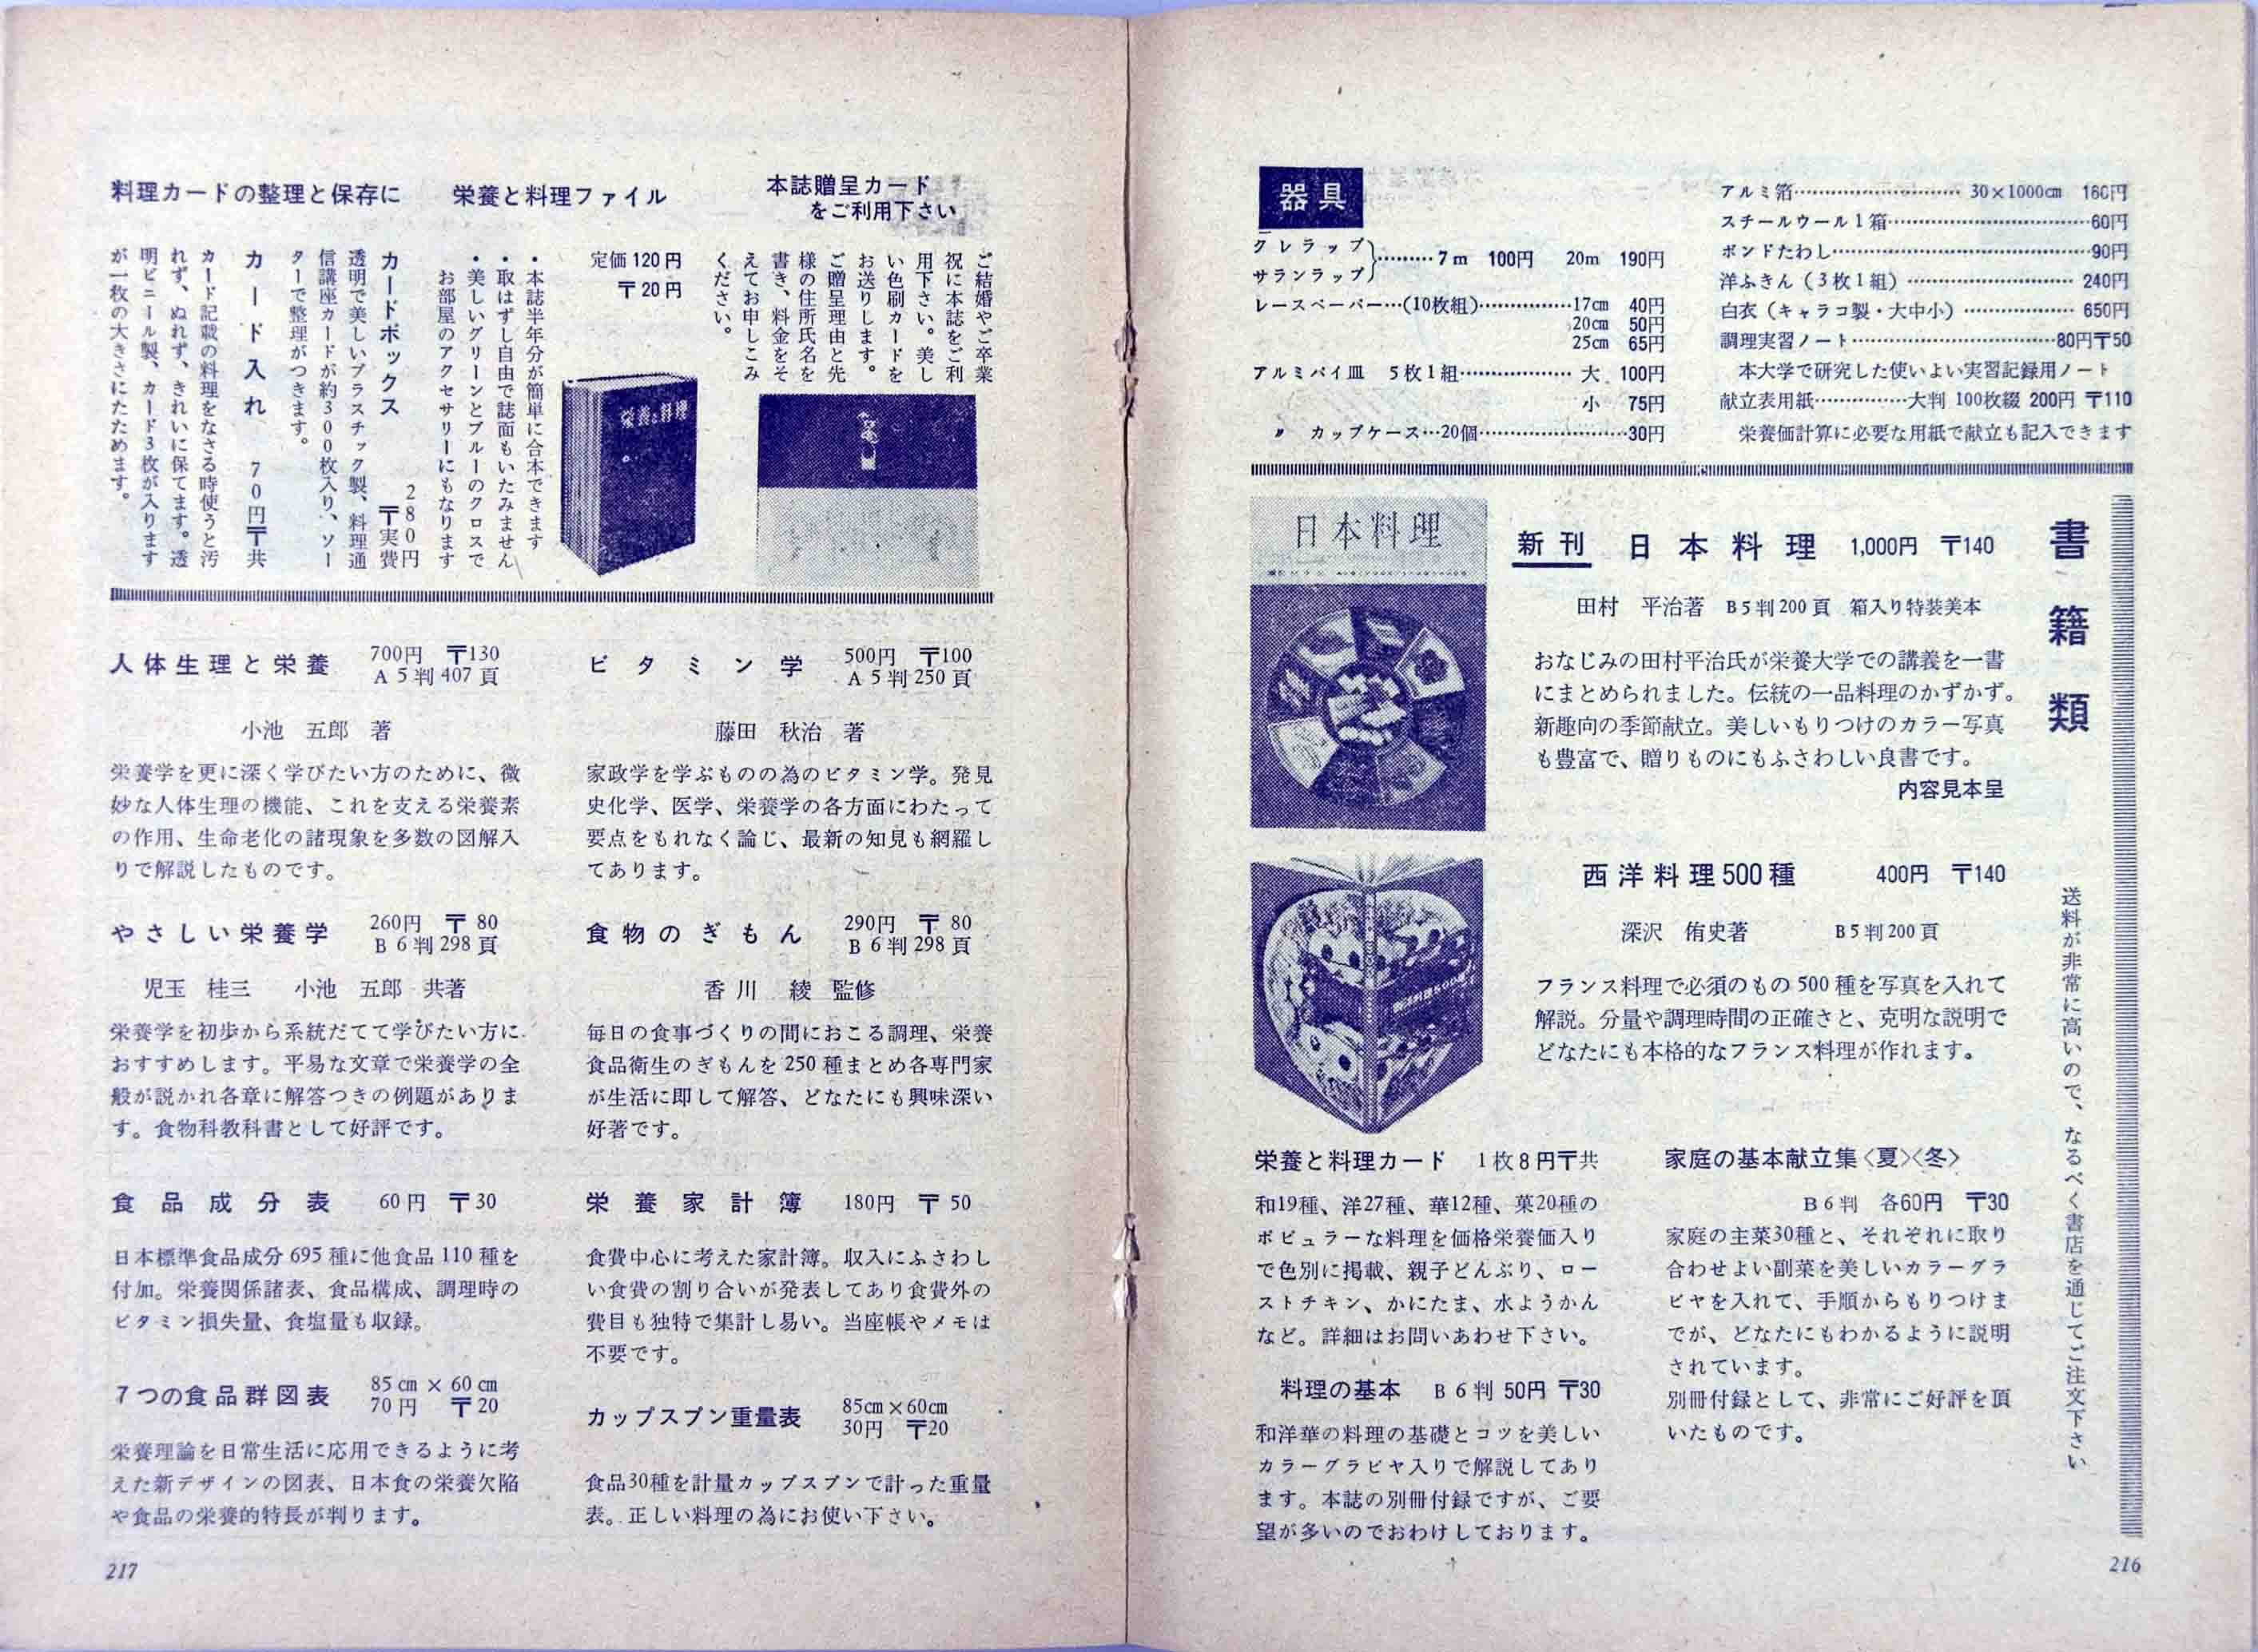 器具
クレラップ
サランラップ
………7m 100円 20m 190円
レースペーパー…(10枚組)……………17cm 40円
20cm 50円
25cm 65円
アルミパイ皿 5枚1組………………大 100円
小 75円
〃 カップケース…20個……………………30円
アルミ箔……………………… 30×1000cm 160円
スチールウール1箱……………………………60円
ボンドたわし……………………………………90円
洋ふきん（3枚1組）……………………… 240円
白衣（キャラコ製・大中小）……………… 650円
調理実習ノート……………………………80円〒50
本大学で研究した使いよい実習記録用ノート
献立表用紙……………大判 100枚綴 200円 〒110
栄養価計算に必要な用紙で献立も記入できます
書籍類
送料が非常に高いので、なるべく書店を通じてご注文下さい
日本料理
新刊 日本料理 1,000円 〒140
田村 平治著 B5判200頁 箱入り特装美本
おなじみの田村平治氏が栄養大学での講義を一書
にまとめられました。伝統の一品料理のかずかず。
新趣向の季節献立。美しいもりつけのカラー写真
も豊富で、贈りものにもふさわしい良書です。
内容見本呈
西洋料理500種 400円 〒140
深沢 侑史著 B5判200頁
フランス料理で必須のもの500種を写真を入れて
解説。分量や調理時間の正確さと、克明な説明で
どなたにも本格的なフランス料理が作れます。
栄養と料理カード 1枚8円〒共
和19種、洋27種、華12種、菓20種の
ポピュラーな料理を価格栄養価入り
で色別に掲載、親子どんぶり、ロー
ストチキン、かにたま、水ようかん
など。詳細はお問いあわせ下さい。
料理の基本 B6判 50円 〒30
和洋華の料理の基礎とコツを美しい
カラーグラビヤ入りで解説してあり
ます。本誌の別冊付録ですが、ご要
望が多いのでおわけしております。
家庭の基本献立集〈夏〉〈冬〉
B6判 各60円 〒30
家庭の主菜30種と、それぞれに取り
合わせよい副菜を美しいカラーグラ
ビヤを入れて、手順からもりつけま
でが、どなたにもわかるように説明
されています。
別冊付録として、非常にご好評を頂
いたものです。
216
本誌贈呈カード
をご利用下さい
ご結婚やご卒業
祝に本誌をご利
用下さい。美し
い色刷カードを
お送りします。
ご贈呈理由と先
様の住所氏名を
書き、料金をそ
えてお申しこみ
ください。
栄養と料理ファイル
定価120円
〒20円
栄養と料理
・本誌半年分が簡単に合本できます
・取はずし自由で誌面もいたみません
・美しいグリーンとブルーのクロスで
お部屋のアクセサリーにもなります
料理カードの整理と保存に
カードボックス 280円
〒実費
透明で美しいプラスチック製、料理通
信講座カードが約300枚入り、ソー
ターで整理がつきます。
カード入れ 70円〒共
カード記載の料理をなさる時使うと汚
れず、ぬれず、きれいに保てます。透
明ビニール製、カード3枚が入ります
が一枚の大きさにたためます。
人体生理と栄養 700円 〒130
A5判407頁
小池 五郎 著
栄養学を更に深く学びたい方のために、微
妙な人体生理の機能、これを支える栄養素
の作用、生命老化の諸現象を多数の図解入
りで解説したものです。
ビタミン学 500円 〒100
A5判250頁
藤田 秋治 著
家政学を学ぶものの為のビタミン学。発見
史化学、医学、栄養学の各方面にわたって
要点をもれなく論じ、最新の知見も網羅し
てあります。
やさしい栄養学 260円 〒80
B6判298頁
児玉 桂三 小池 五郎 共著
栄養学を初歩から系統だてて学びたい方に
おすすめします。平易な文章で栄養学の全
般が説かれ各章に解答つきの例題がありま
す。食物科教科書として好評です。
食物のぎもん 290円 〒80
B6判298頁
香川 綾 監修
毎日の食事づくりの間におこる調理、栄養
食品衛生のぎもんを250種まとめ各専門家
が生活に即して解答、どなたにも興味深い
好著です。
食品成分表 60円 〒30
日本標準食品成分695種に他食品110種を
付加。栄養関係諸表、食品構成、調理時の
ビタミン損失量、食塩量も収録。
栄養家計簿 180円 〒50
食費中心に考えた家計簿。収入にふさわし
い食費の割り合いが発表してあり食費外の
費目も独特で集計し易い。当座帳やメモは
不要です。
7つの食品群図表 85cm×60cm
70円 〒20
栄養理論を日常生活に応用できるように考
えた新デザインの図表、日本食の栄養欠陥
や食品の栄養的特長が判ります。
カップスプン重量表 85cm×60cm
30円 〒20
食品30種を計量カップスプンで計った重量
表。正しい料理の為にお使い下さい。
217